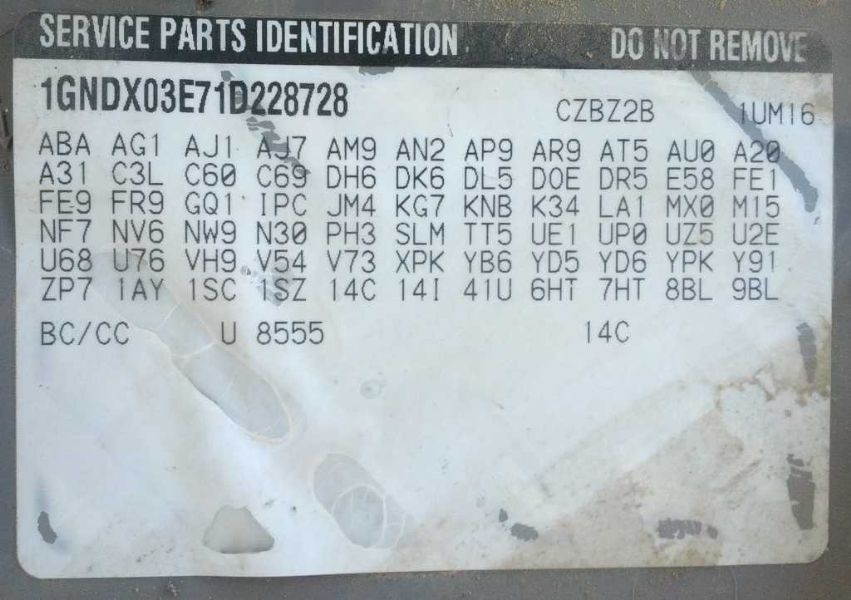 SERVICE PARTS IDENTIFICATION DO NOT REMOVE
1GNDX03E71D228728 CZBZ2B 1UM16
ABA AG1 AJ1 AJ7 AM9 AN2 AP9 AR9 AT5 AU0 A20
A31 C3L C60 C69 DH6 DK6 DL5 D0E DR5 E58 FE1
FE9 FR9 GQ1 IPC JM4 KG7 KNB K34 LA1 MX0 M15
NF7 NV6 NW9 N30 PH3 SLM TT5 UE1 UP0 UZ5 U2E
U68 U76 VH9 V54 V73 XPK YB6 YD5 YD6 YPK Y91
ZP7 1AY 1SC 1SZ 14C 14I 41U 6HT 7HT 8BL 9BL
BC/CC U 8555 14C